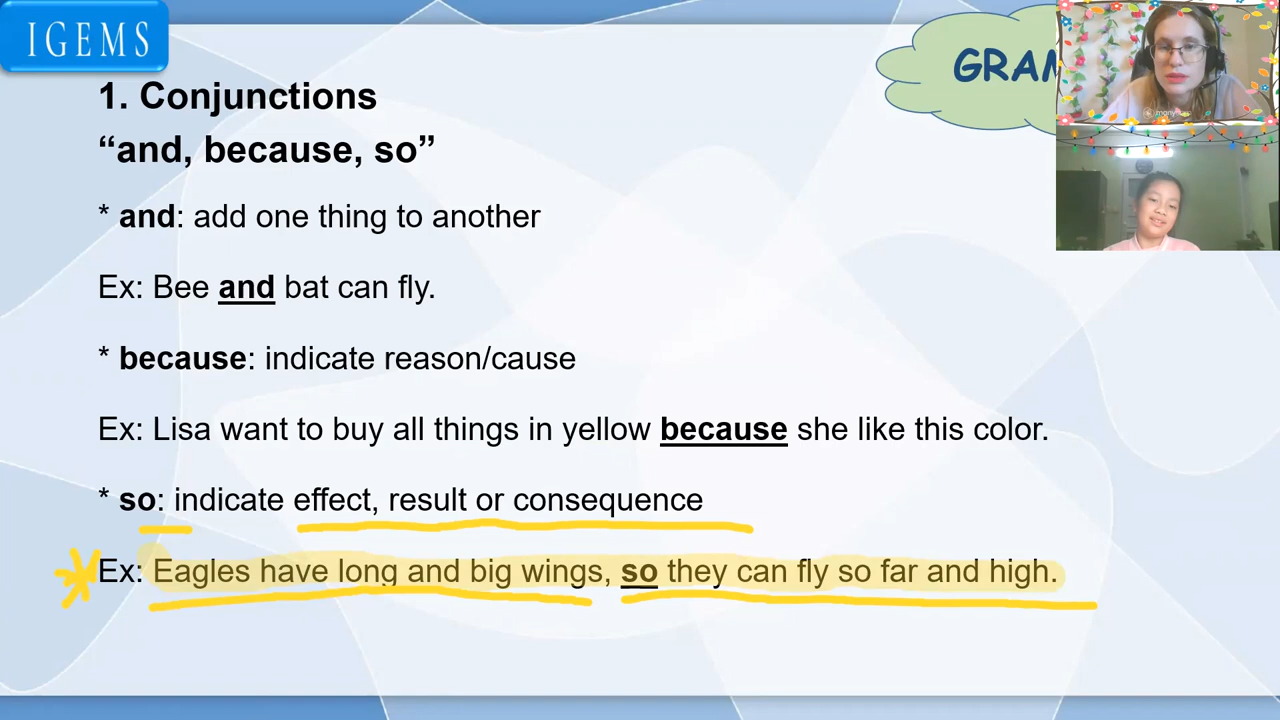 IGEMS
GRAM
1. Conjunctions
“and, because, so”
* and: add one thing to another
Ex: Bee and bat can fly.
* because: indicate reason/cause
Ex: Lisa want to buy all things in yellow because she like this color.
* so: indicate effect, result or consequence
Ex: Eagles have long and big wings, so they can fly so far and high.